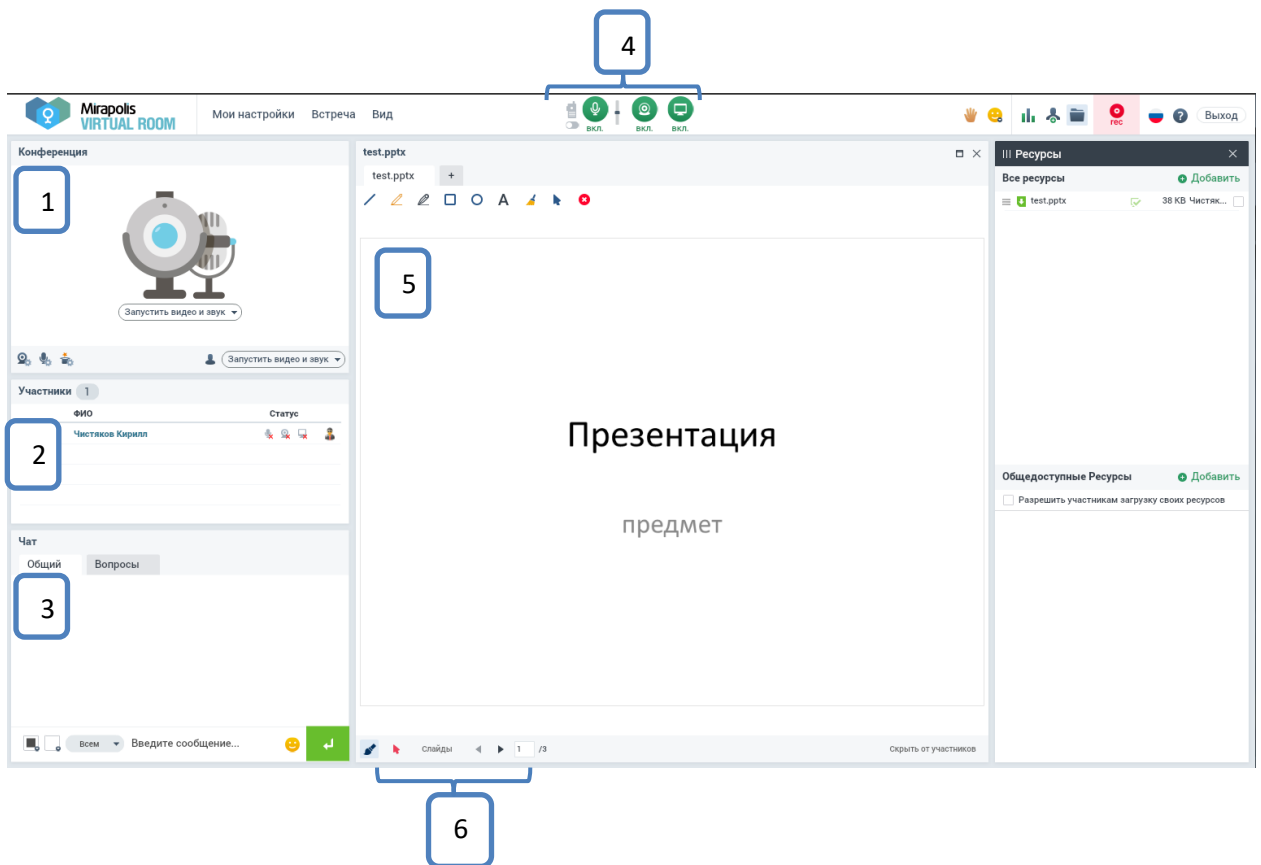 4
Mirapolis
VIRTUAL ROOM
Мои настройки Встреча Вид
вкл. вкл. вкл.
rec
Выход
Конференция
1
Запустить видео и звук
Запустить видео и звук
Участники 1
ФИО Статус
Чистяков Кирилл
2
Чат
Общий Вопросы
3
Всем Введите сообщение...
test.pptx
test.pptx +
A
5
Презентация
предмет
Слайды 1 /3 Скрыть от участников
6
Ресурсы
Все ресурсы Добавить
test.pptx 38 KB Чистяк...
Общедоступные Ресурсы Добавить
Разрешить участникам загрузку своих ресурсов